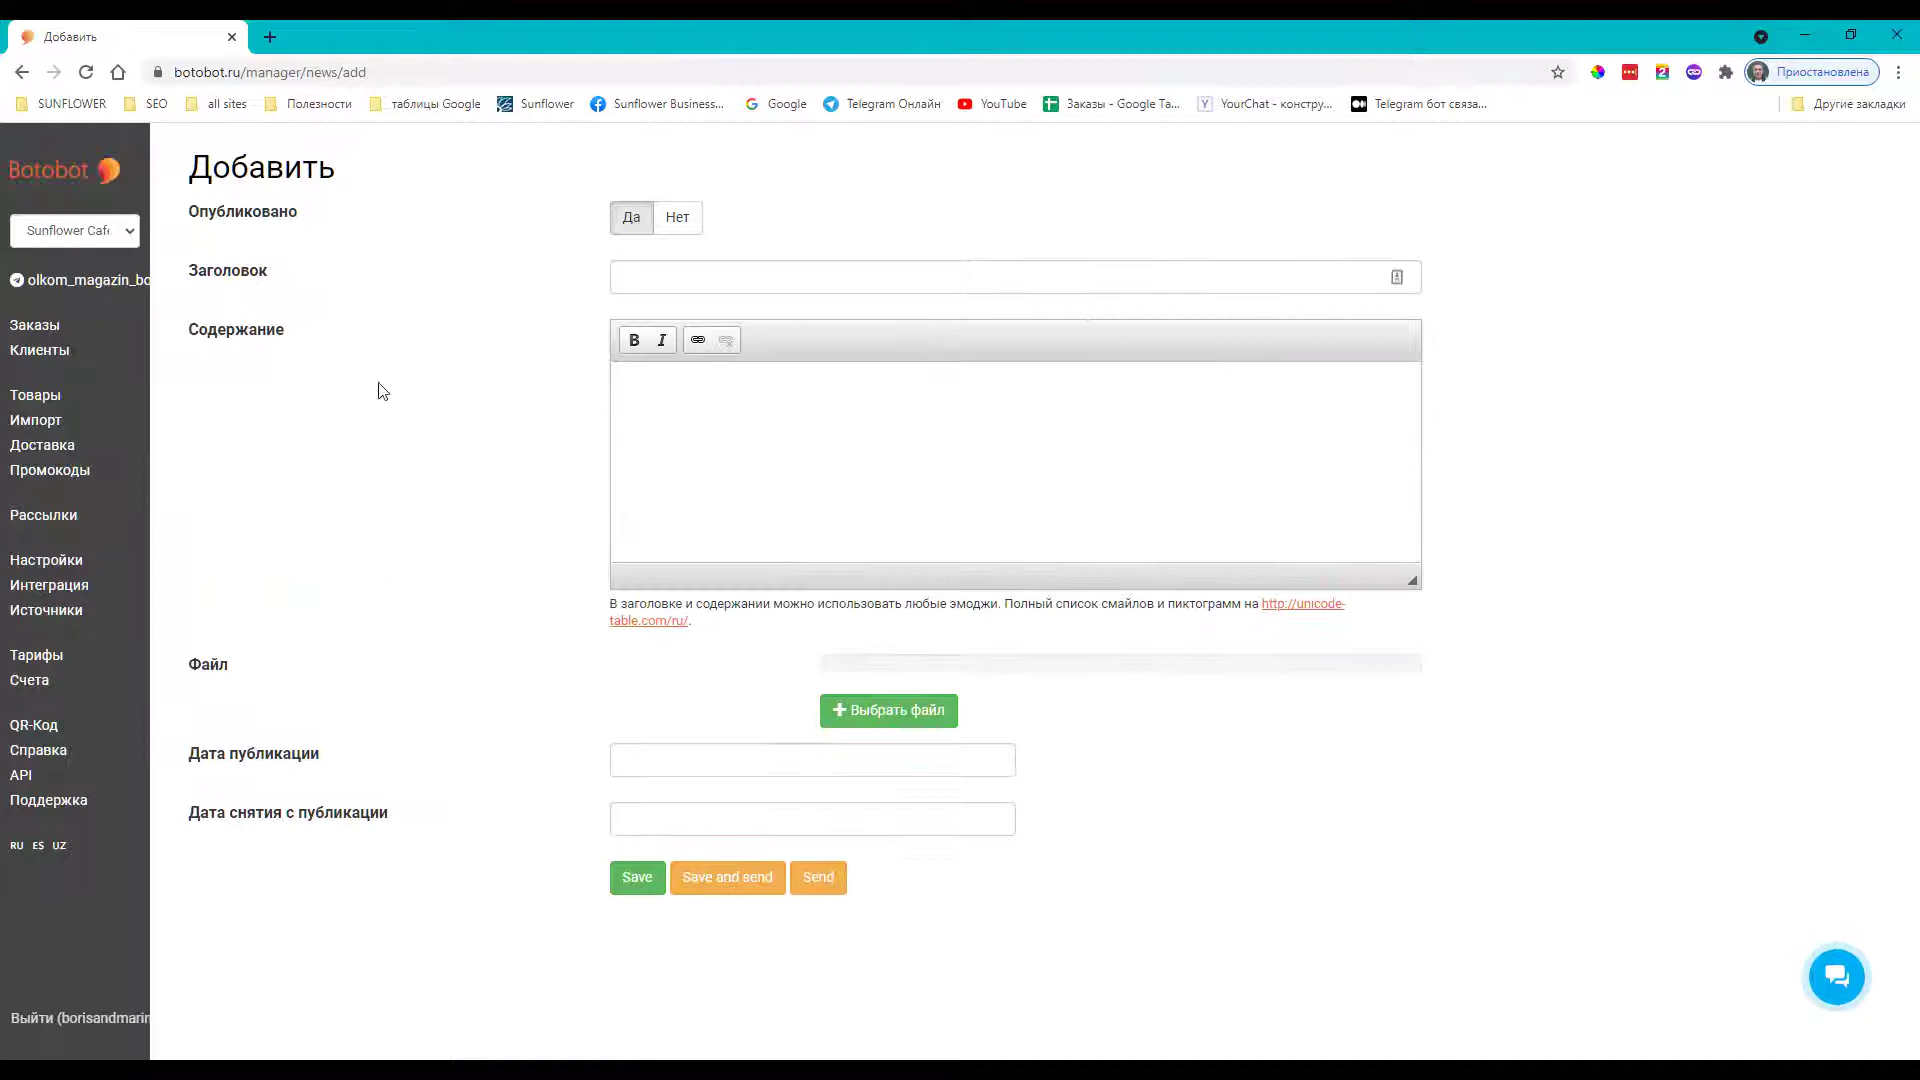 Добавить
botobot.ru/manager/news/add
Приостановлена
SUNFLOWER
SEO
all sites
Полезности
таблицы Google
Sunflower
Sunflower Business...
Google
Telegram Онлайн
YouTube
Заказы - Google Та...
YourChat - констру...
Telegram бот связа...
Другие закладки
Botobot
Sunflower Caf
olkom_magazin_bo
Заказы
Клиенты
Товары
Импорт
Доставка
Промокоды
Рассылки
Настройки
Интеграция
Источники
Тарифы
Счета
QR-Код
Справка
API
Поддержка
RU ES UZ
Выйти (borisandmarin
Добавить
Опубликовано
Да Нет
Заголовок
Содержание
B I
В заголовке и содержании можно использовать любые эмоджи. Полный список смайлов и пиктограмм на http://unicode-
table.com/ru/.
Файл
Выбрать файл
Дата публикации
Дата снятия с публикации
Save Save and send Send